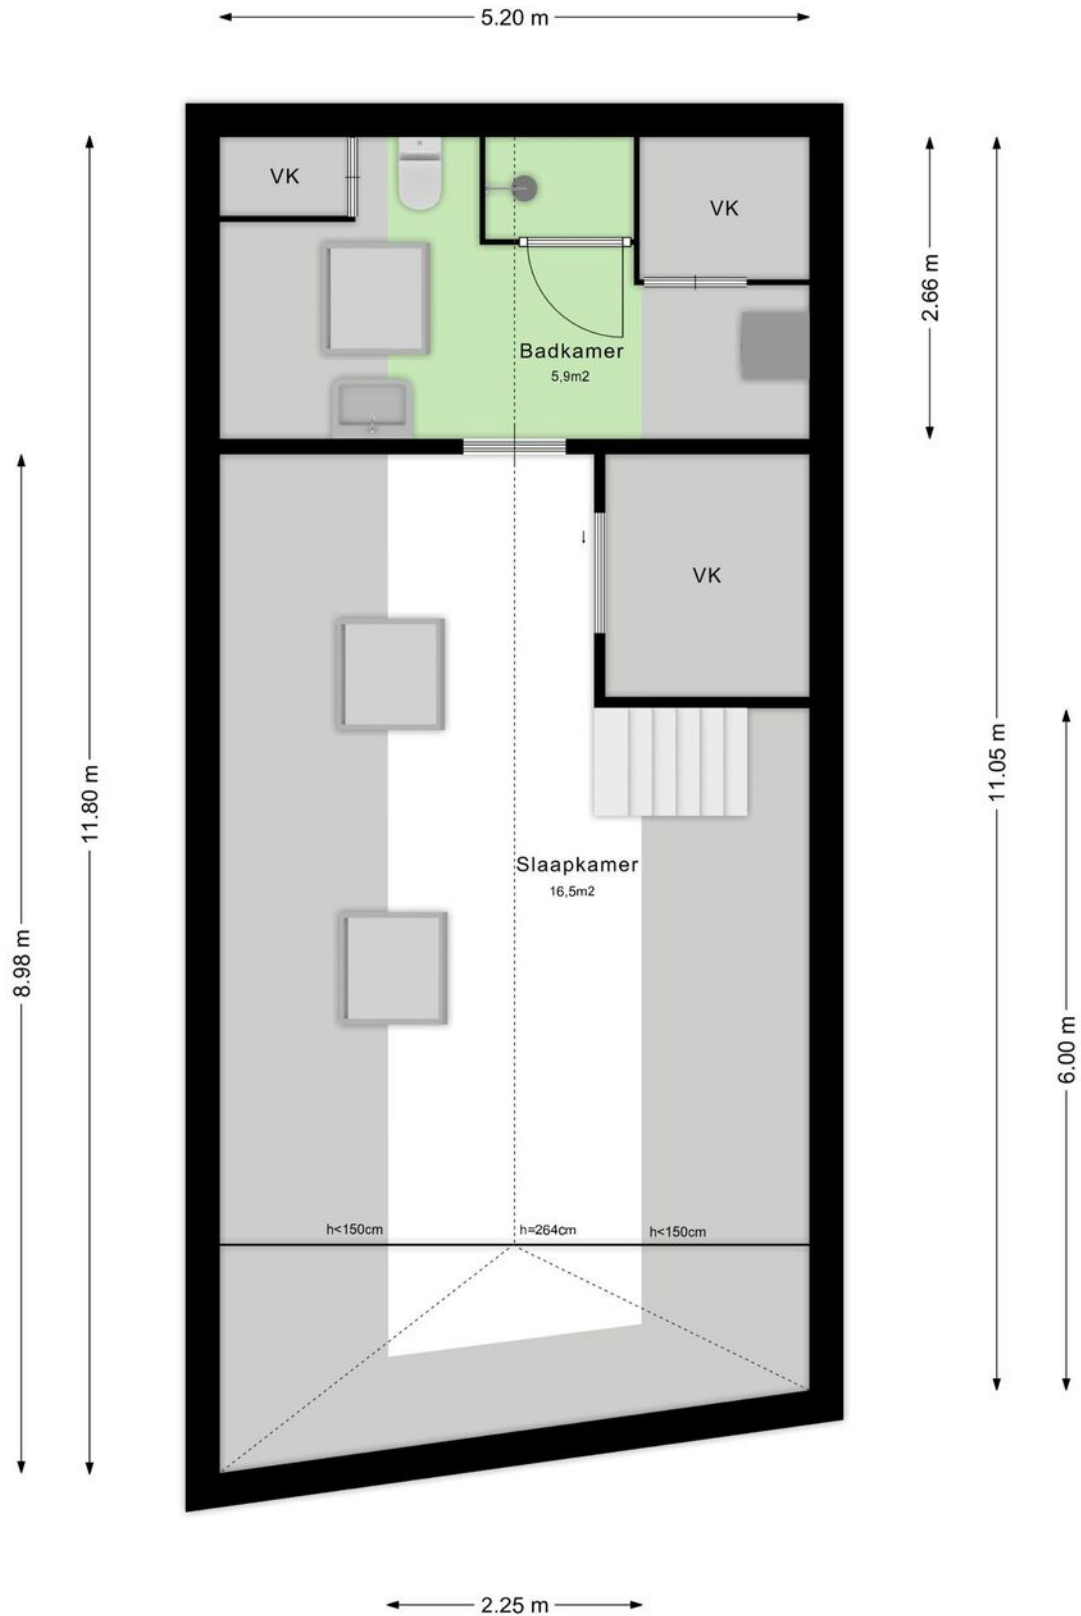 5.20 m
VK
VK
2.66 m
Badkamer
5,9m2
VK
11.80 m
11.05 m
Slaapkamer
16,5m2
8.98 m
6.00 m
h<150cm
h=264cm
h<150cm
2.25 m